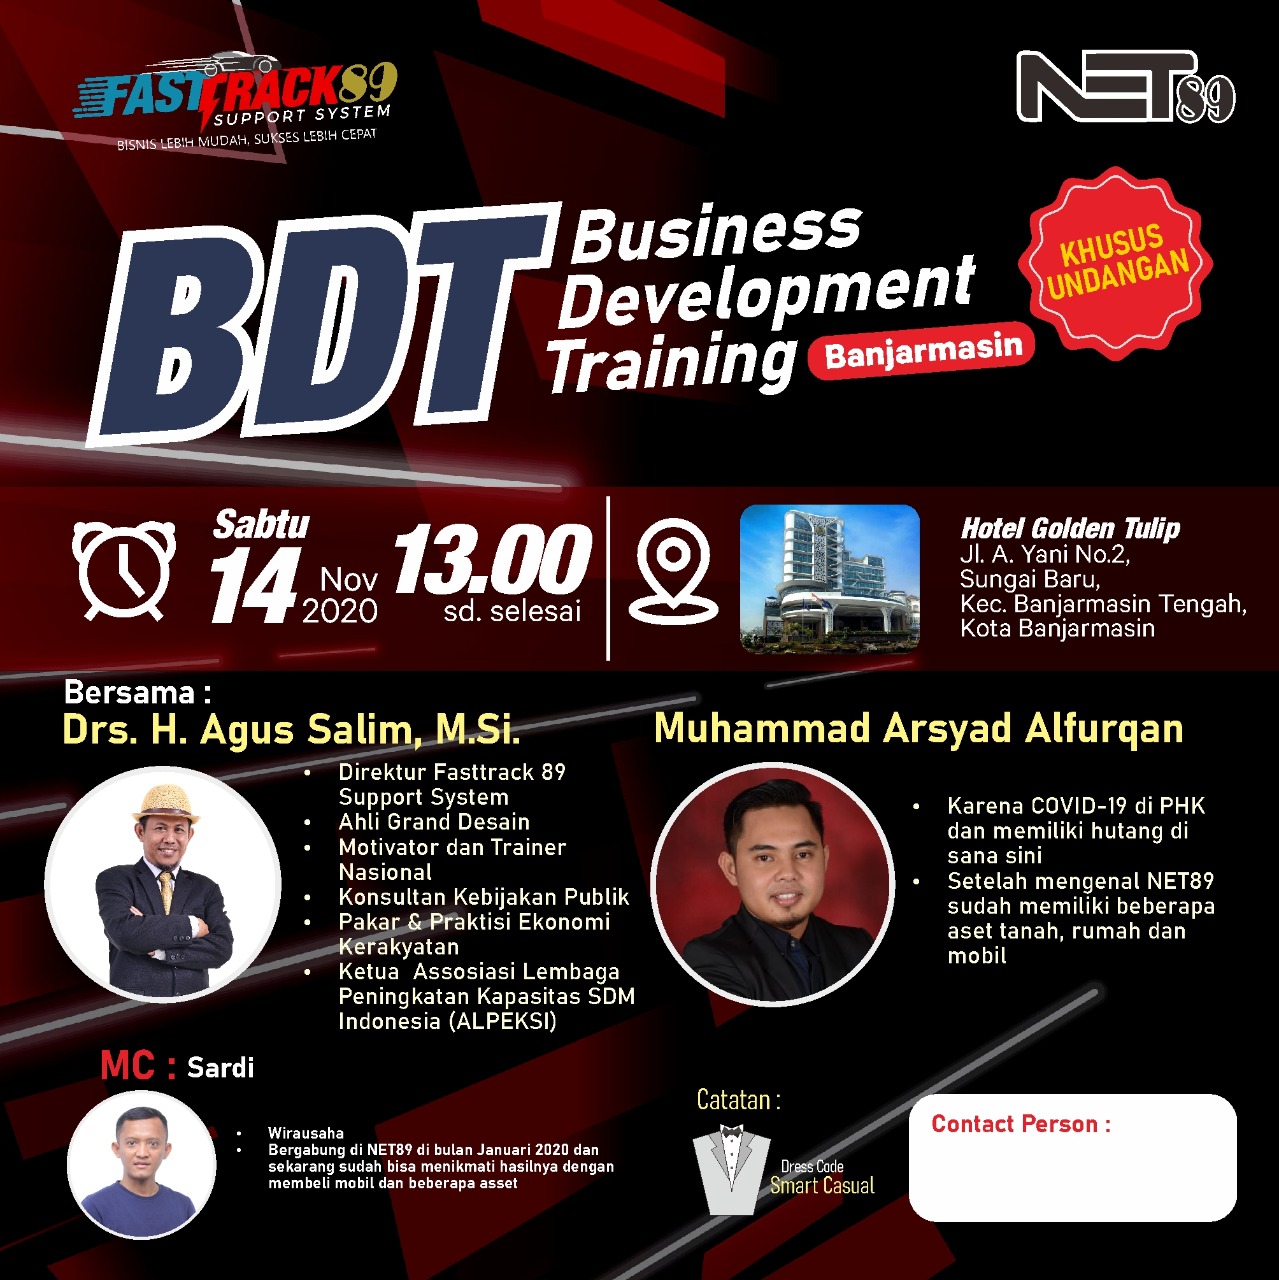 FASTTRACK89
SUPPORT SYSTEM
BISNIS LEBIH MUDAH, SUKSES LEBIH CEPAT
NET89
BDT
Business
Development
Training
Banjarmasin
KHUSUS
UNDANGAN
Sabtu
14 Nov
2020
13.00
sd. selesai
Hotel Golden Tulip
Jl. A. Yani No.2,
Sungai Baru,
Kec. Banjarmasin Tengah,
Kota Banjarmasin
Bersama :
Drs. H. Agus Salim, M.Si.
• Direktur Fasttrack 89
Support System
• Ahli Grand Desain
• Motivator dan Trainer
Nasional
• Konsultan Kebijakan Publik
• Pakar & Praktisi Ekonomi
Kerakyatan
• Ketua Assosiasi Lembaga
Peningkatan Kapasitas SDM
Indonesia (ALPEKSI)
Muhammad Arsyad Alfurqan
• Karena COVID-19 di PHK
dan memiliki hutang di
sana sini
• Setelah mengenal NET89
sudah memiliki beberapa
aset tanah, rumah dan
mobil
MC : Sardi
• Wirausaha
• Bergabung di NET89 di bulan Januari 2020 dan
sekarang sudah bisa menikmati hasilnya dengan
membeli mobil dan beberapa asset
Catatan :
Dress Code
Smart Casual
Contact Person :